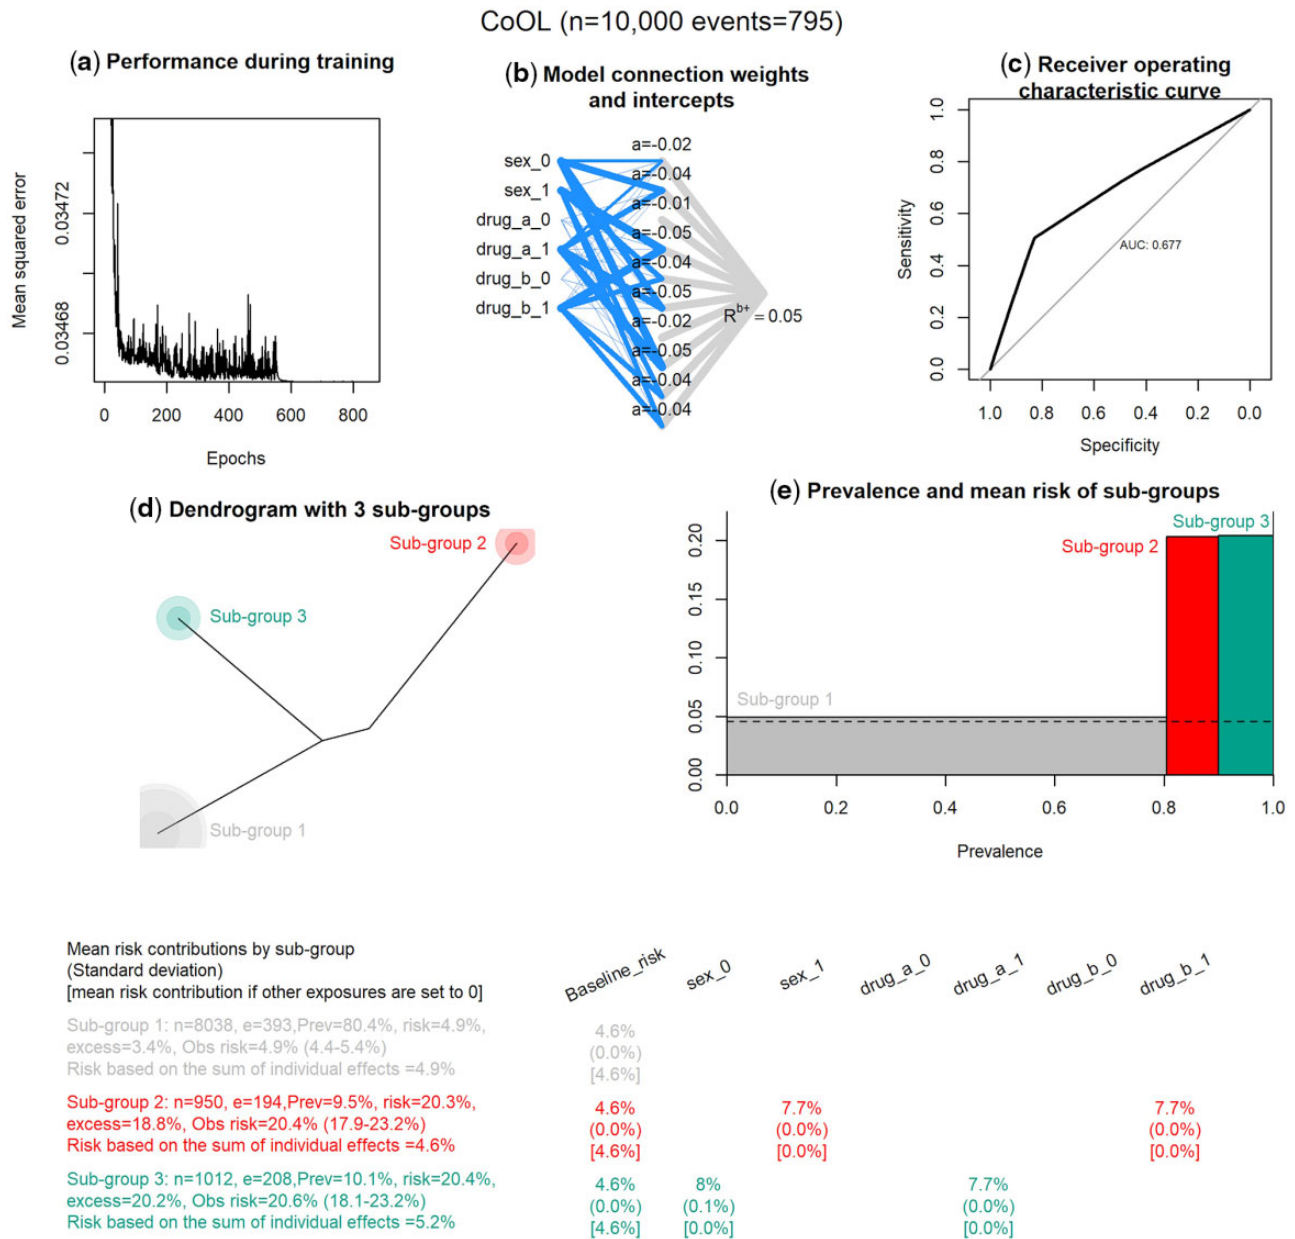 CoOL (n=10,000 events=795)
(a) Performance during training
Mean squared error
0.03472
0.03468
0 200 400 600 800
Epochs
(b) Model connection weights
and intercepts
sex_0
sex_1
drug_a_0
drug_a_1
drug_b_0
drug_b_1
a=-0.02
a=-0.04
a=-0.01
a=-0.05
a=-0.04
a=-0.05
a=-0.02
a=-0.05
a=-0.04
a=-0.04
R^b+ = 0.05
(c) Receiver operating
characteristic curve
Sensitivity
1.0
0.8
0.6
0.4
0.2
0.0
AUC: 0.677
1.0 0.8 0.6 0.4 0.2 0.0
Specificity
(d) Dendrogram with 3 sub-groups
Sub-group 2
Sub-group 3
Sub-group 1
(e) Prevalence and mean risk of sub-groups
Sub-group 3
Sub-group 2
Sub-group 1
0.20
0.15
0.10
0.05
0.00
0.0 0.2 0.4 0.6 0.8 1.0
Prevalence
Mean risk contributions by sub-group
(Standard deviation)
[mean risk contribution if other exposures are set to 0]
Baseline_risk sex_0 sex_1 drug_a_0 drug_a_1 drug_b_0 drug_b_1
Sub-group 1: n=8038, e=393,Prev=80.4%, risk=4.9%,
excess=3.4%, Obs risk=4.9% (4.4-5.4%)
Risk based on the sum of individual effects =4.9%
4.6%
(0.0%)
[4.6%]
Sub-group 2: n=950, e=194,Prev=9.5%, risk=20.3%,
excess=18.8%, Obs risk=20.4% (17.9-23.2%)
Risk based on the sum of individual effects =4.6%
4.6% 7.7% 7.7%
(0.0%) (0.0%) (0.0%)
[4.6%] [0.0%] [0.0%]
Sub-group 3: n=1012, e=208,Prev=10.1%, risk=20.4%,
excess=20.2%, Obs risk=20.6% (18.1-23.2%)
Risk based on the sum of individual effects =5.2%
4.6% 8% 7.7%
(0.0%) (0.1%) (0.0%)
[4.6%] [0.0%] [0.0%]